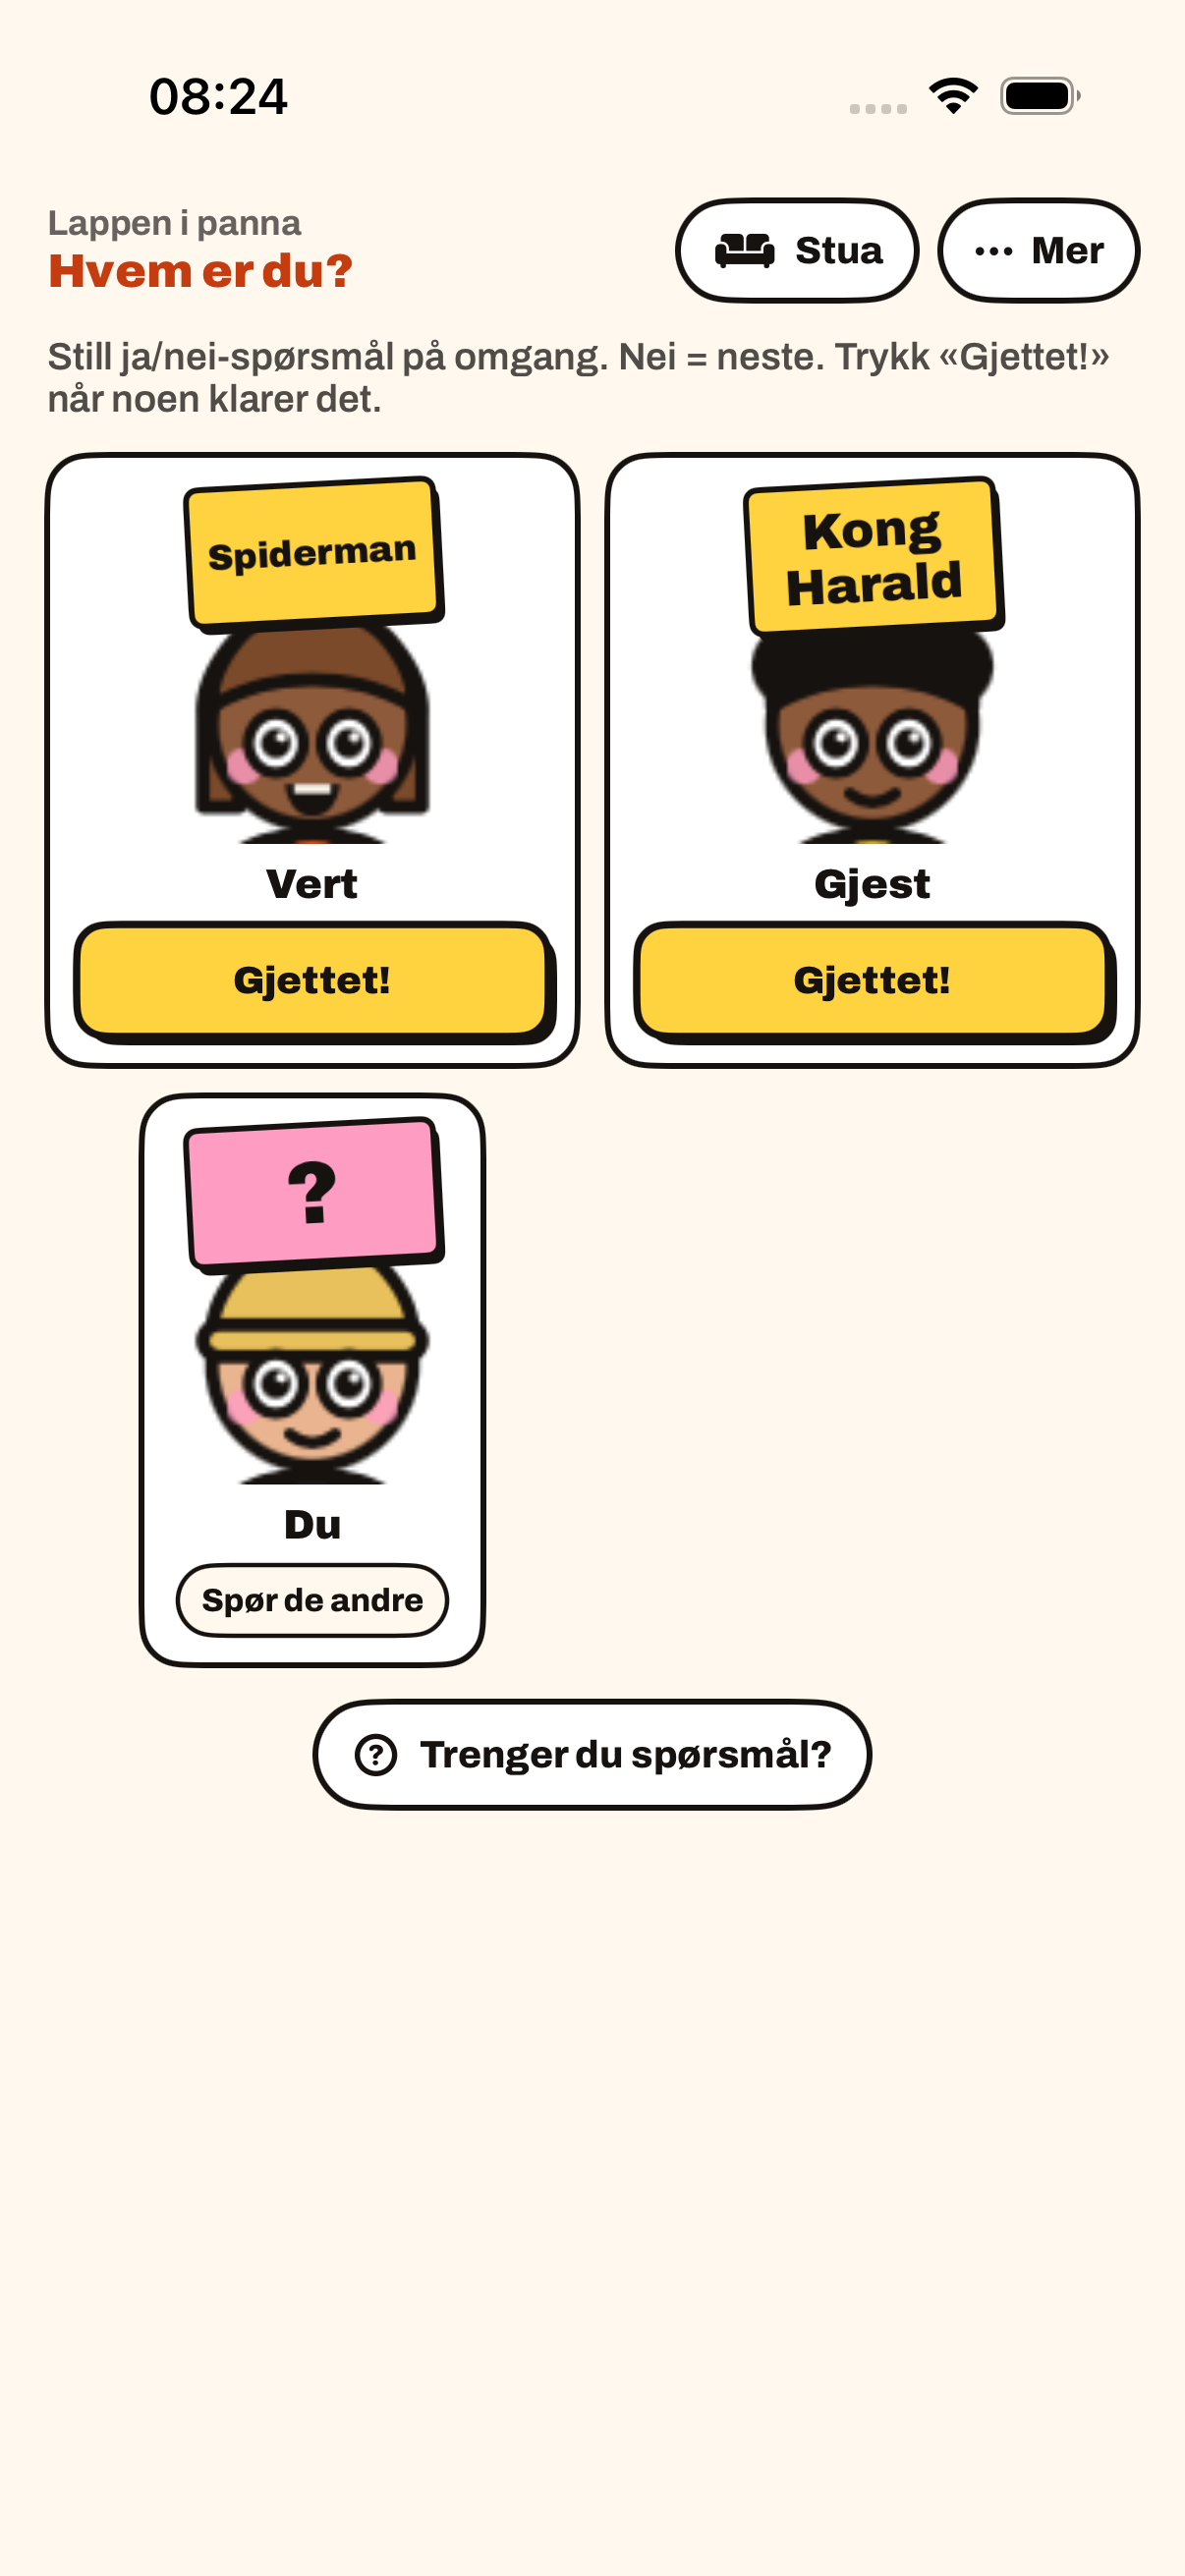 08:24
Lappen i panna
Hvem er du?
Stua
Mer
Still ja/nei-spørsmål på omgang. Nei = neste. Trykk «Gjettet!»
når noen klarer det.
Spiderman
Vert
Gjettet!
Kong
Harald
Gjest
Gjettet!
?
Du
Spør de andre
? Trenger du spørsmål?